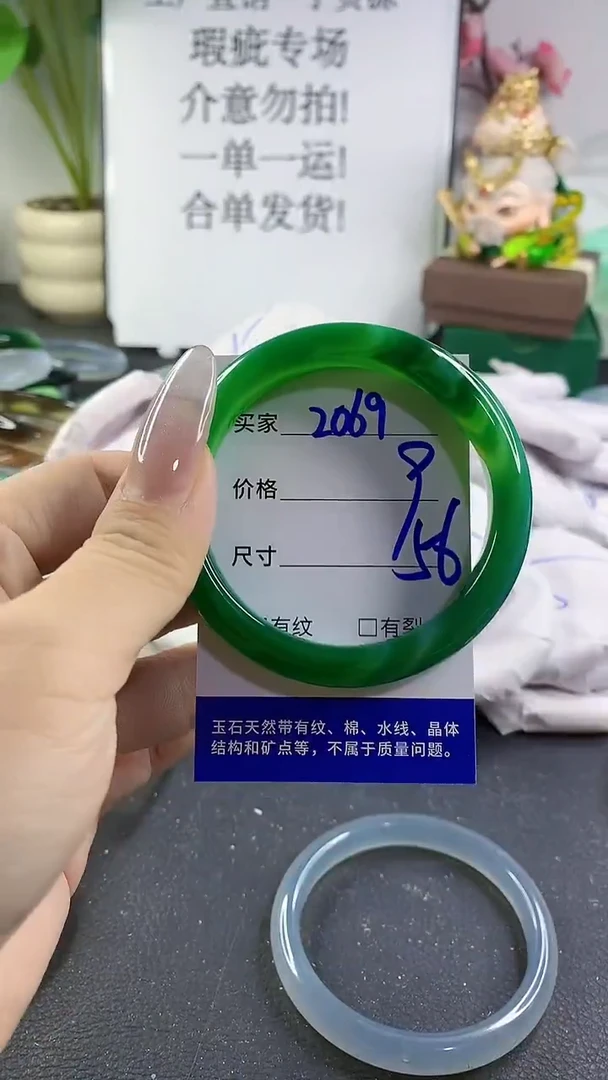 瑕疵专场
介意勿拍!
一单一运!
合单发货!
买家 2069
价格 9
尺寸 56
有纹 □有裂
玉石天然带有纹、棉、水线、晶体
结构和矿点等，不属于质量问题。